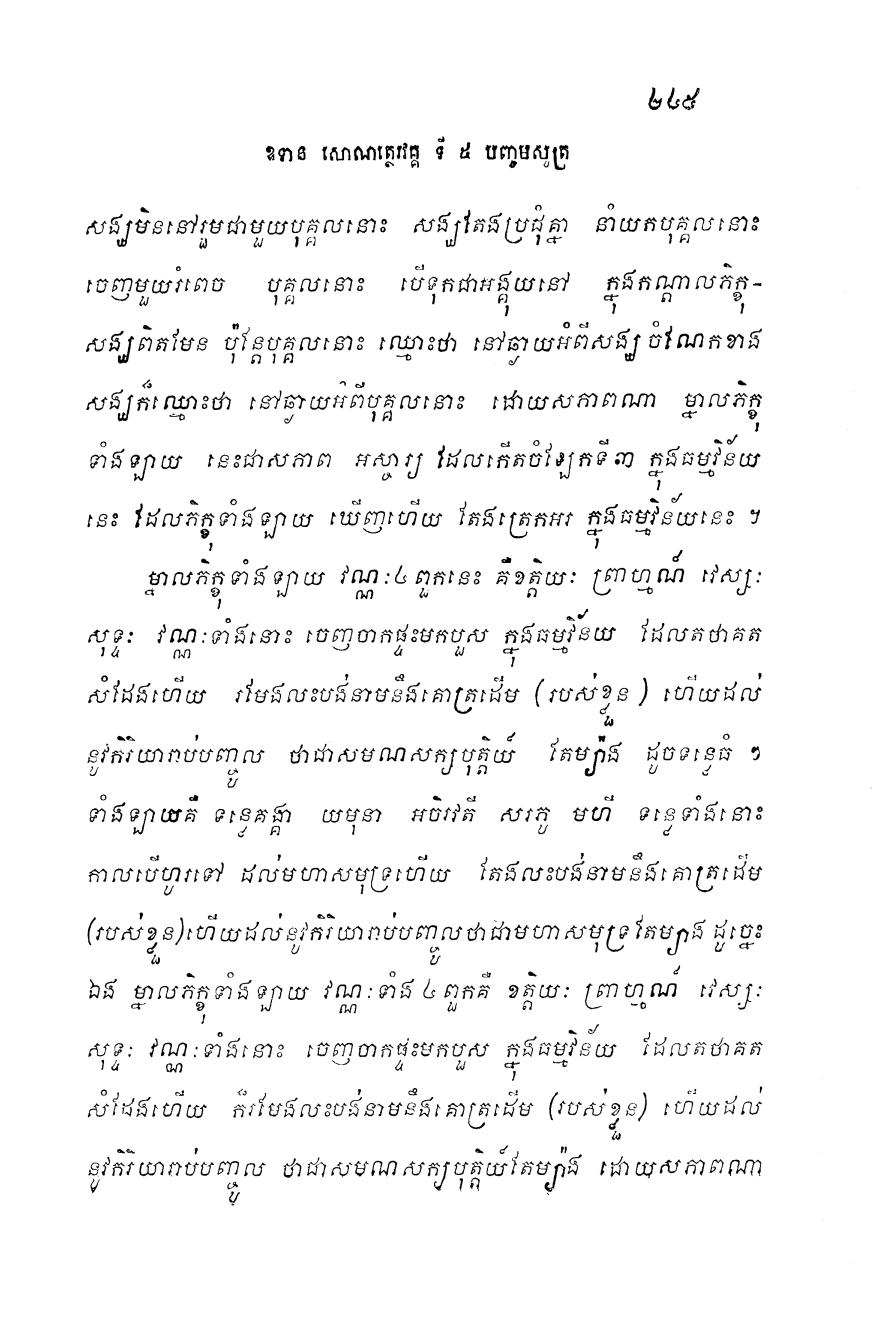 ២៤៥
ឧទាន សោណត្ថេរវគ្គ ទី ៥ បញ្ចមសូត្រ
សង្ឃមិននៅរួមជាមួយបុគ្គលនោះ សង្ឃតែងប្រជុំគ្នា នាំយកបុគ្គលនោះ
ចេញមួយរំពេច បុគ្គលនោះ បើទុកជាអង្គុយនៅ ក្នុងកណ្តាលភិក្ខុ-
សង្ឃពិតមែន ប៉ុន្តែបុគ្គលនោះ ឈ្មោះថា នៅឆ្ងាយអំពីសង្ឃ ចំណែកខាង
សង្ឃក៏ឈ្មោះថា នៅឆ្ងាយអំពីបុគ្គលនោះ ដោយសភាពណា ម្នាលភិក្ខុ
ទាំងឡាយ នេះជាសភាព អស្ចារ្យ ដែលកើតចំឡែកទី៣ ក្នុងធម្មវិន័យ
នេះ ដែលភិក្ខុទាំងឡាយ ឃើញហើយ តែងត្រេកអរ ក្នុងធម្មវិន័យនេះ ។
ម្នាលភិក្ខុទាំងឡាយ វណ្ណៈ៤ ពួកនេះ គឺខត្តិយៈ ព្រាហ្មណ៍ វេស្សៈ
សុទ្ទៈ វណ្ណៈទាំងនោះ ចេញចាកផ្ទះមកបួស ក្នុងធម្មវិន័យ ដែលតថាគត
សំដែងហើយ រមែងលះបង់នាមនឹងគោត្រដើម (របស់ខ្លួន ) ហើយដល់
នូវកិរិយារាប់បញ្ចូល ថាជាសមណសក្យបុត្តិយ៍ តែម្យ៉ាង ដូចទន្ទេធំ ៗ
ទាំងឡាយគឺ ទន្ទេគង្គា យមុនា អចិរវតី សរភូ មហី ទន្ទេទាំងនោះ
កាលបើហូរទៅ ដល់មហាសមុទ្រហើយ តែងលះបង់នាមនឹងគោត្រដើម
(របស់ខ្លួន)ហើយដល់នូវកិរិយារាប់បញ្ចូលថាជាមហាសមុទ្រតែម្យាង ដូច្នេះ
ឯង ម្នាលភិក្ខុទាំងឡាយ វណ្ណៈទាំង ៤ ពួកគឺ ខត្តិយៈ ព្រាហ្មណ៍ វេស្សៈ
សុទ្ទៈ វណ្ណៈទាំងនោះ ចេញចាកផ្ទះមកបួស ក្នុងធម្មវិន័យ ដែលតថាគត
សំដែងហើយ ក៏រមែងលះបង់នាមនឹងគោត្រដើម (របស់ខ្លួន) ហើយដល់
នូវកិរិយារាប់បញ្ចូល ថាជាសមណសក្យបុត្តិយ៍តែម្យ៉ាង ដោយសភាពណា